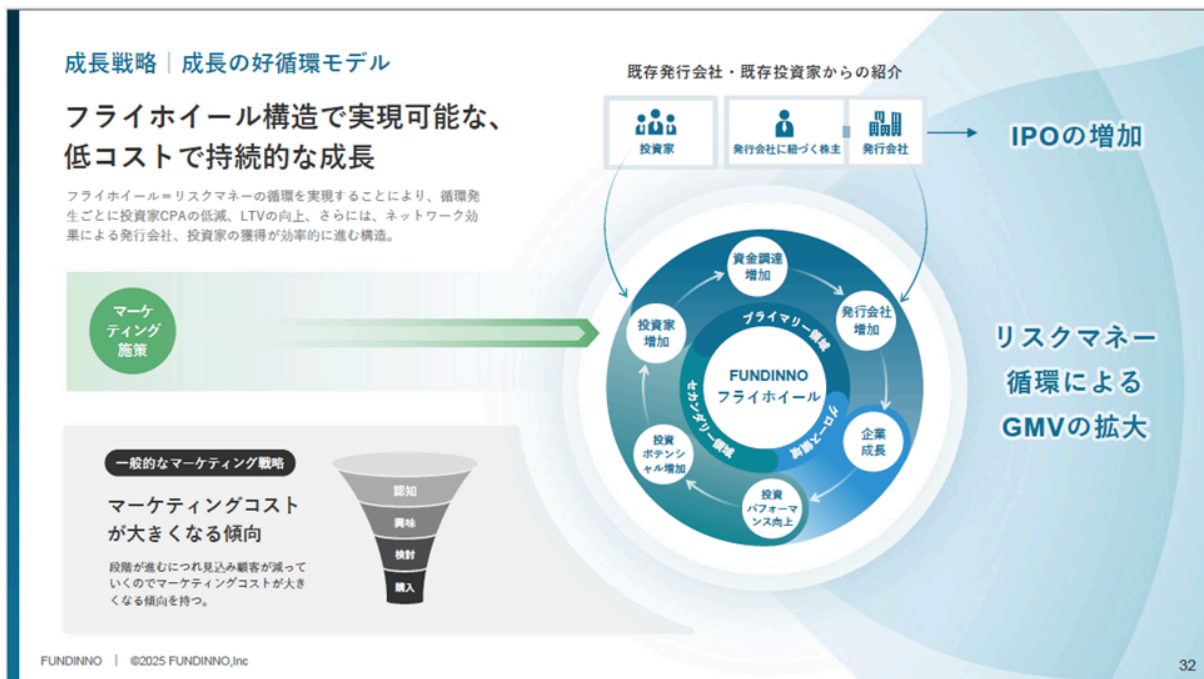 成長戦略｜成長の好循環モデル
フライホイール構造で実現可能な、
低コストで持続的な成長
フライホイール＝リスクマネーの循環を実現することにより、循環発
生ごとに投資家CPAの低減、LTVの向上、さらには、ネットワーク効
果による発行会社、投資家の獲得が効率的に進む構造。
マーケ
ティング
施策
一般的なマーケティング戦略
マーケティングコスト
が大きくなる傾向
段階が進むにつれ見込み顧客が減って
いくのでマーケティングコストが大き
くなる傾向を持つ。
認知
興味
検討
購入
既存発行会社・既存投資家からの紹介
投資家
発行会社に紐づく株主
発行会社
IPOの増加
資金調達
増加
発行会社
増加
企業
成長
投資
パフォーマ
ンス向上
投資
ポテンシ
ャル増加
投資家
増加
プライマリー領域
グロース領域
セカンダリー領域
FUNDINNO
フライホイール
リスクマネー
循環による
GMVの拡大
FUNDINNO | ©2025 FUNDINNO,Inc
32